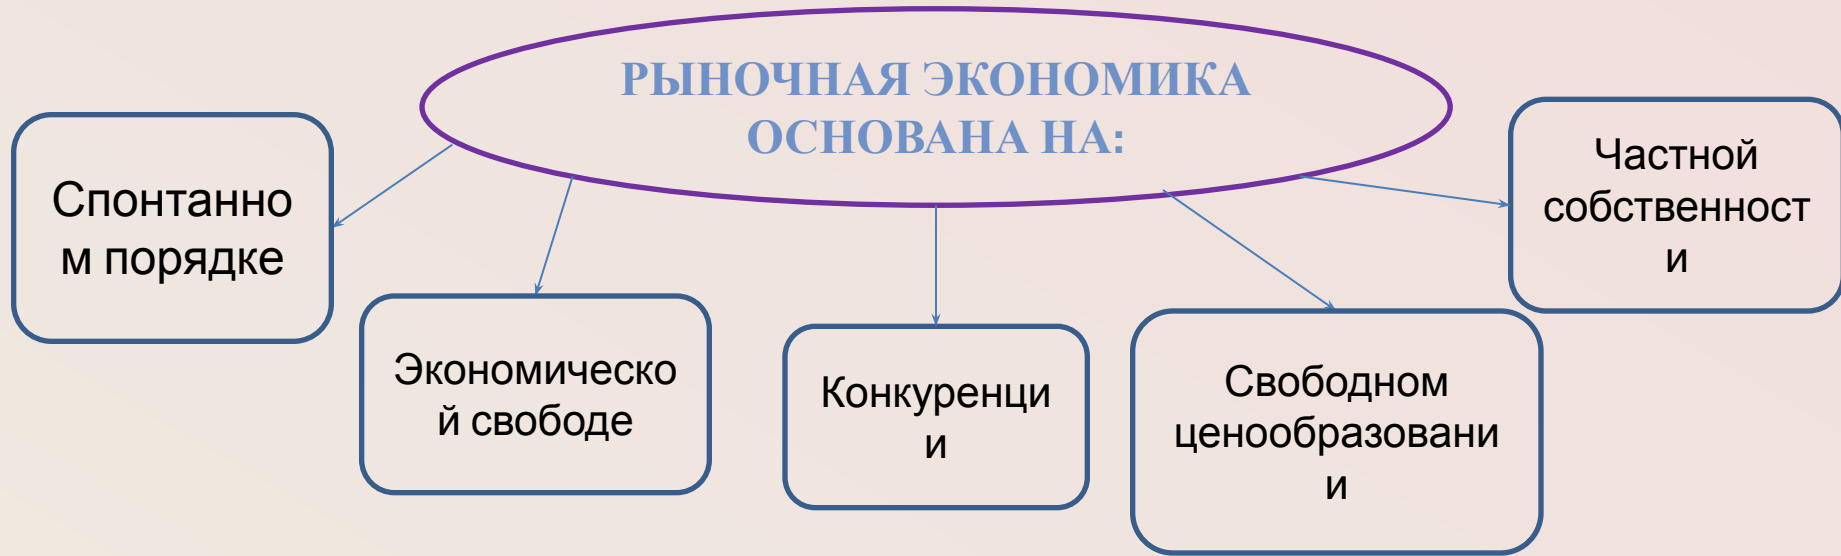 РЫНОЧНАЯ ЭКОНОМИКА
ОСНОВАНА НА:
Спонтанно
м порядке
Экономическо
й свободе
Конкуренци
и
Свободном
ценообразовани
и
Частной
собственност
и